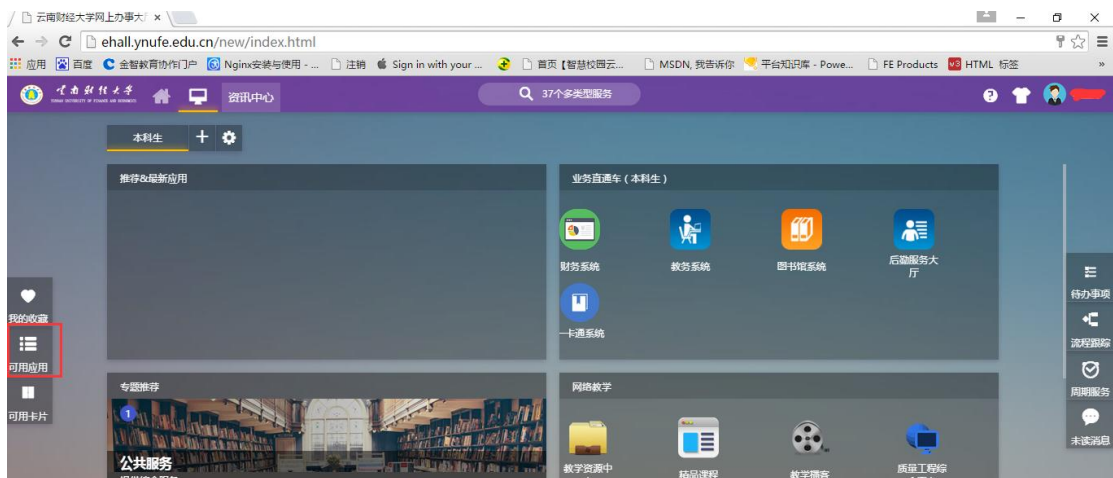 云南财经大学网上办事大
ehall.ynufe.edu.cn/new/index.html
应用 百度 金智教育协作门户 Nginx安装与使用 - ... 注销 Sign in with your ... 首页【智慧校园云... MSDN, 我告诉你 平台知识库 - Powe... FE Products HTML 标签 »
云南财经大学 资讯中心 37个多类型服务
本科生
推荐&最新应用
业务直通车 ( 本科生 )
财务系统 教务系统 图书馆系统 后勤服务大
厅
一卡通系统
我的收藏
可用应用
可用卡片
待办事项
流程跟踪
周期服务
未读消息
专题推荐
1
公共服务
网络教学
教学资源中
精品课程 教学播客 质量工程综